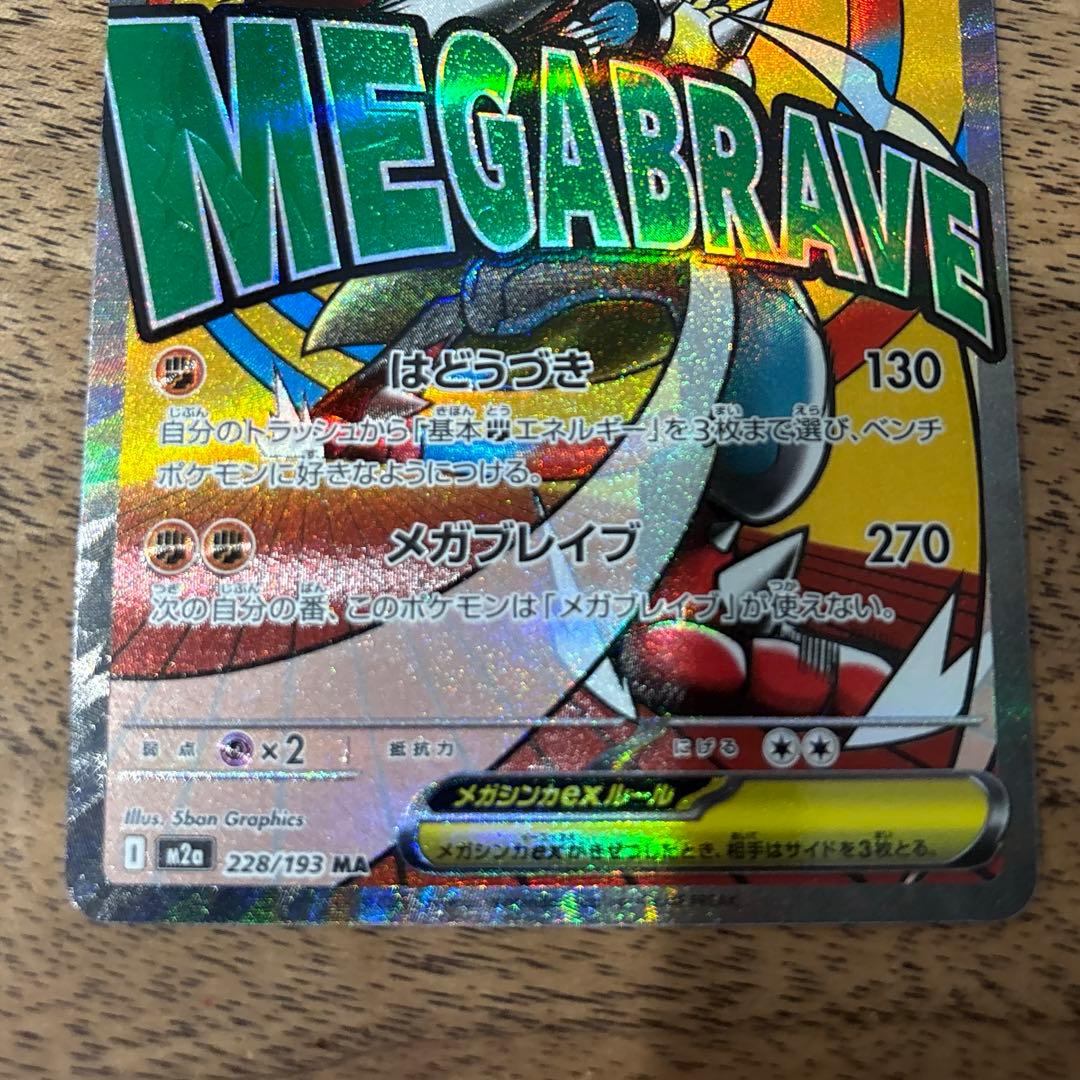 MEGABRAVE
はどうづき 130
自分のトラッシュから「基本エネルギー」を3枚まで選び、ベンチ
ポケモンに好きなようにつける。
メガブレイブ 270
次の自分の番、このポケモンは「メガブレイブ」が使えない。
弱点 ×2 抵抗力 にげる
メガシンカexルール
メガシンカexがきぜつしたとき、相手はサイドを3枚とる。
Illus. 5ban Graphics
I m2a 228/193 MA